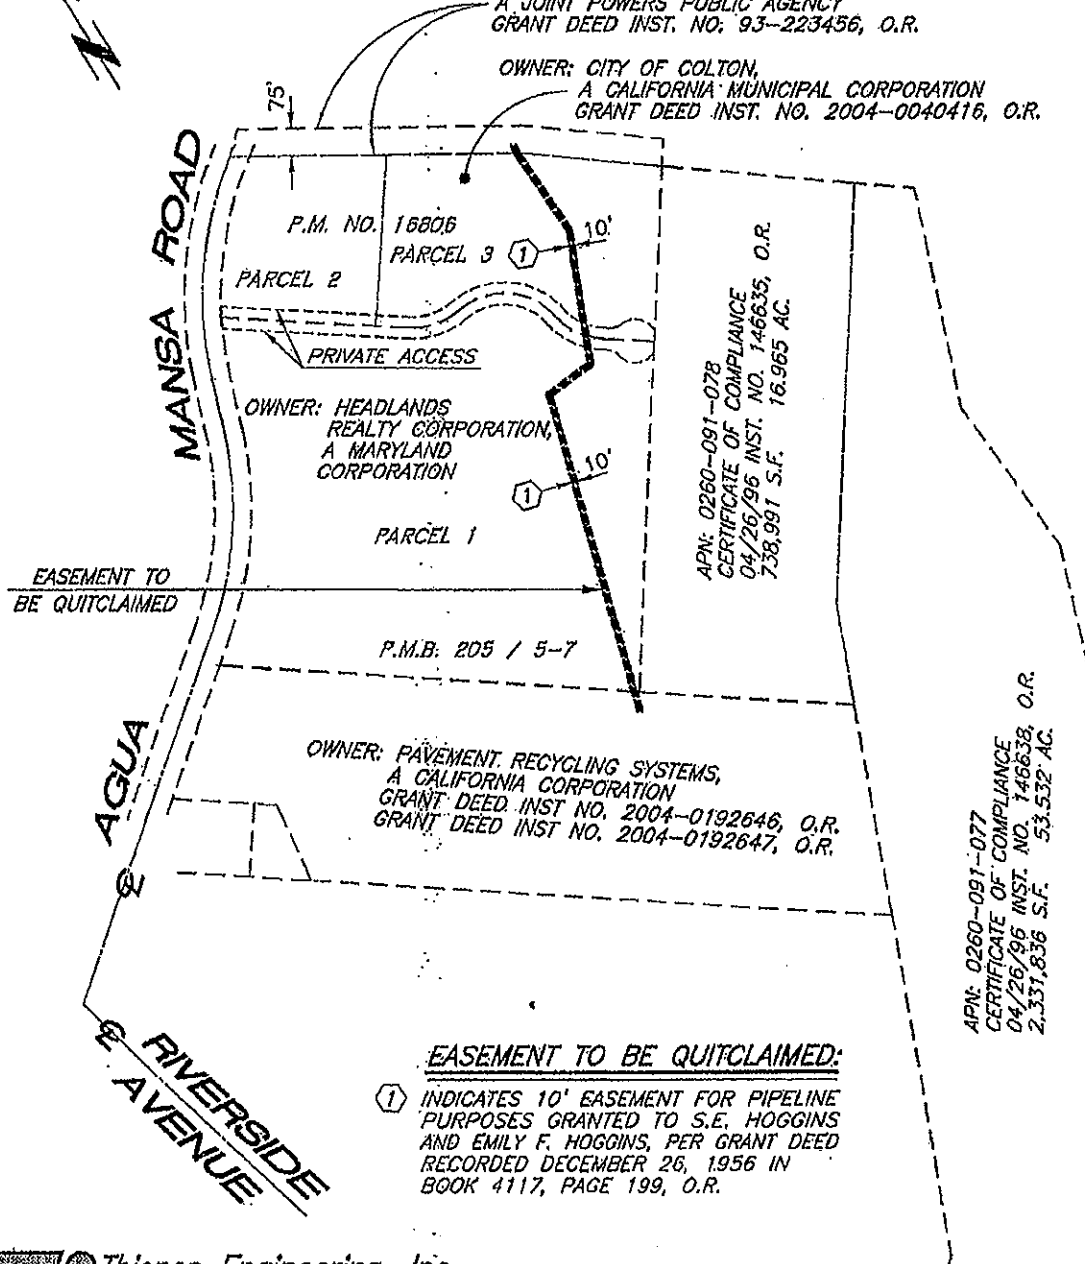 A JOINT POWERS PUBLIC AGENCY
GRANT DEED INST. NO. 93-223456, O.R.
OWNER: CITY OF COLTON,
A CALIFORNIA MUNICIPAL CORPORATION
GRANT DEED INST. NO. 2004-0040416, O.R.
75'
AGUA MANSA ROAD
P.M. NO. 16806
PARCEL 3
1
10'
PARCEL 2
PRIVATE ACCESS
OWNER: HEADLANDS
REALTY CORPORATION,
A MARYLAND
CORPORATION
1
10'
PARCEL 1
EASEMENT TO
BE QUITCLAIMED
P.M.B. 205 / 5-7
APN: 0260-091-078
CERTIFICATE OF COMPLIANCE
04/26/96 INST. NO. 146635, O.R.
738,991 S.F. 16.965 AC.
OWNER: PAVEMENT RECYCLING SYSTEMS,
A CALIFORNIA CORPORATION
GRANT DEED INST NO. 2004-0192646, O.R.
GRANT DEED INST NO. 2004-0192647, O.R.
APN: 0260-091-077
CERTIFICATE OF COMPLIANCE
04/26/96 INST. NO. 146638, O.R.
2,331,836 S.F. 53.532 AC.
℄
℄ RIVERSIDE
AVENUE
EASEMENT TO BE QUITCLAIMED:
1 INDICATES 10' EASEMENT FOR PIPELINE
PURPOSES GRANTED TO S.E. HOGGINS
AND EMILY F. HOGGINS, PER GRANT DEED
RECORDED DECEMBER 26, 1956 IN
BOOK 4117, PAGE 199, O.R.
Thienes Engineering, Inc.